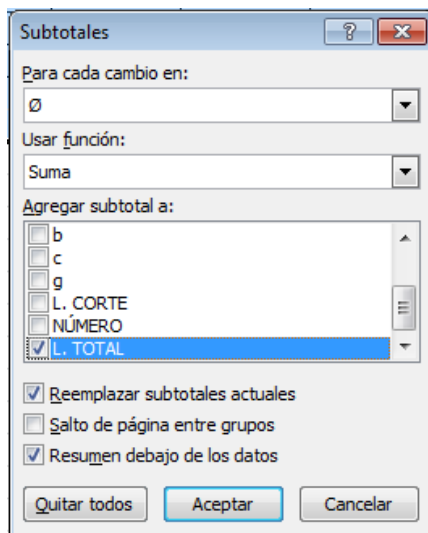 Subtotales
Para cada cambio en:
Ø
Usar función:
Suma
Agregar subtotal a:
b
c
g
L. CORTE
NÚMERO
L. TOTAL
Reemplazar subtotales actuales
Salto de página entre grupos
Resumen debajo de los datos
Quitar todos Aceptar Cancelar